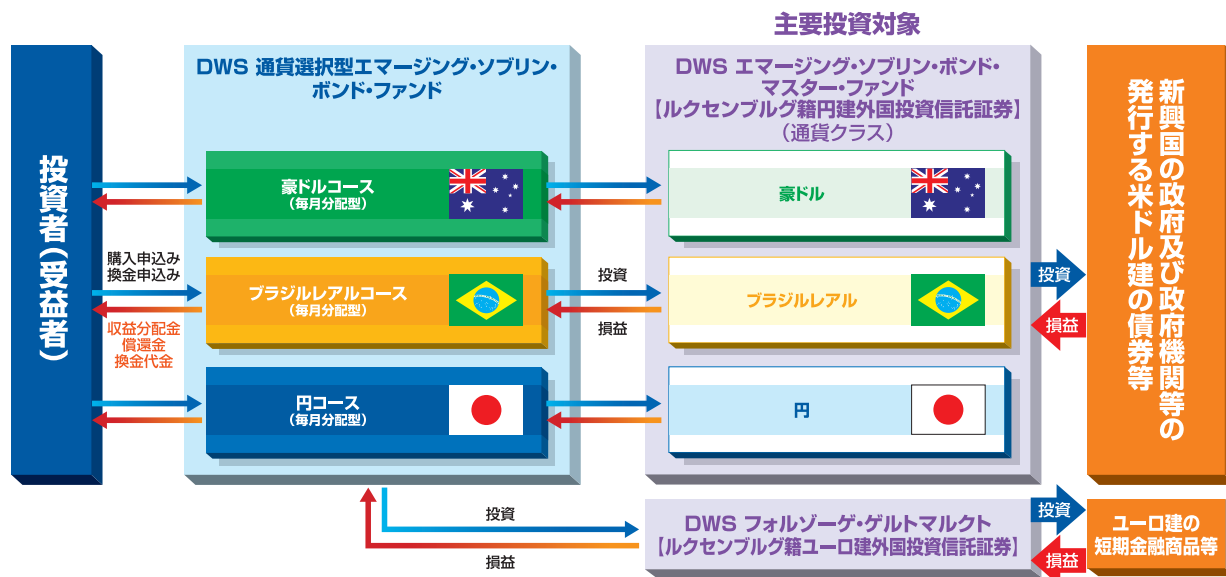 主要投資対象
投資者(受益者)
DWS 通貨選択型エマージング・ソブリン・
ボンド・ファンド
DWS エマージング・ソブリン・ボンド・
マスター・ファンド
【ルクセンブルグ籍円建外国投資信託証券】
(通貨クラス)
新興国の政府及び政府機関等の
発行する米ドル建の債券等
豪ドルコース
(毎月分配型)
豪ドル
購入申込み
換金申込み
収益分配金
償還金
換金代金
ブラジルレアルコース
(毎月分配型)
投資
損益
ブラジルレアル
投資
損益
円コース
(毎月分配型)
円
投資
損益
DWS フォルゾーゲ・ゲルトマルクト
【ルクセンブルグ籍ユーロ建外国投資信託証券】
投資
損益
ユーロ建の
短期金融商品等